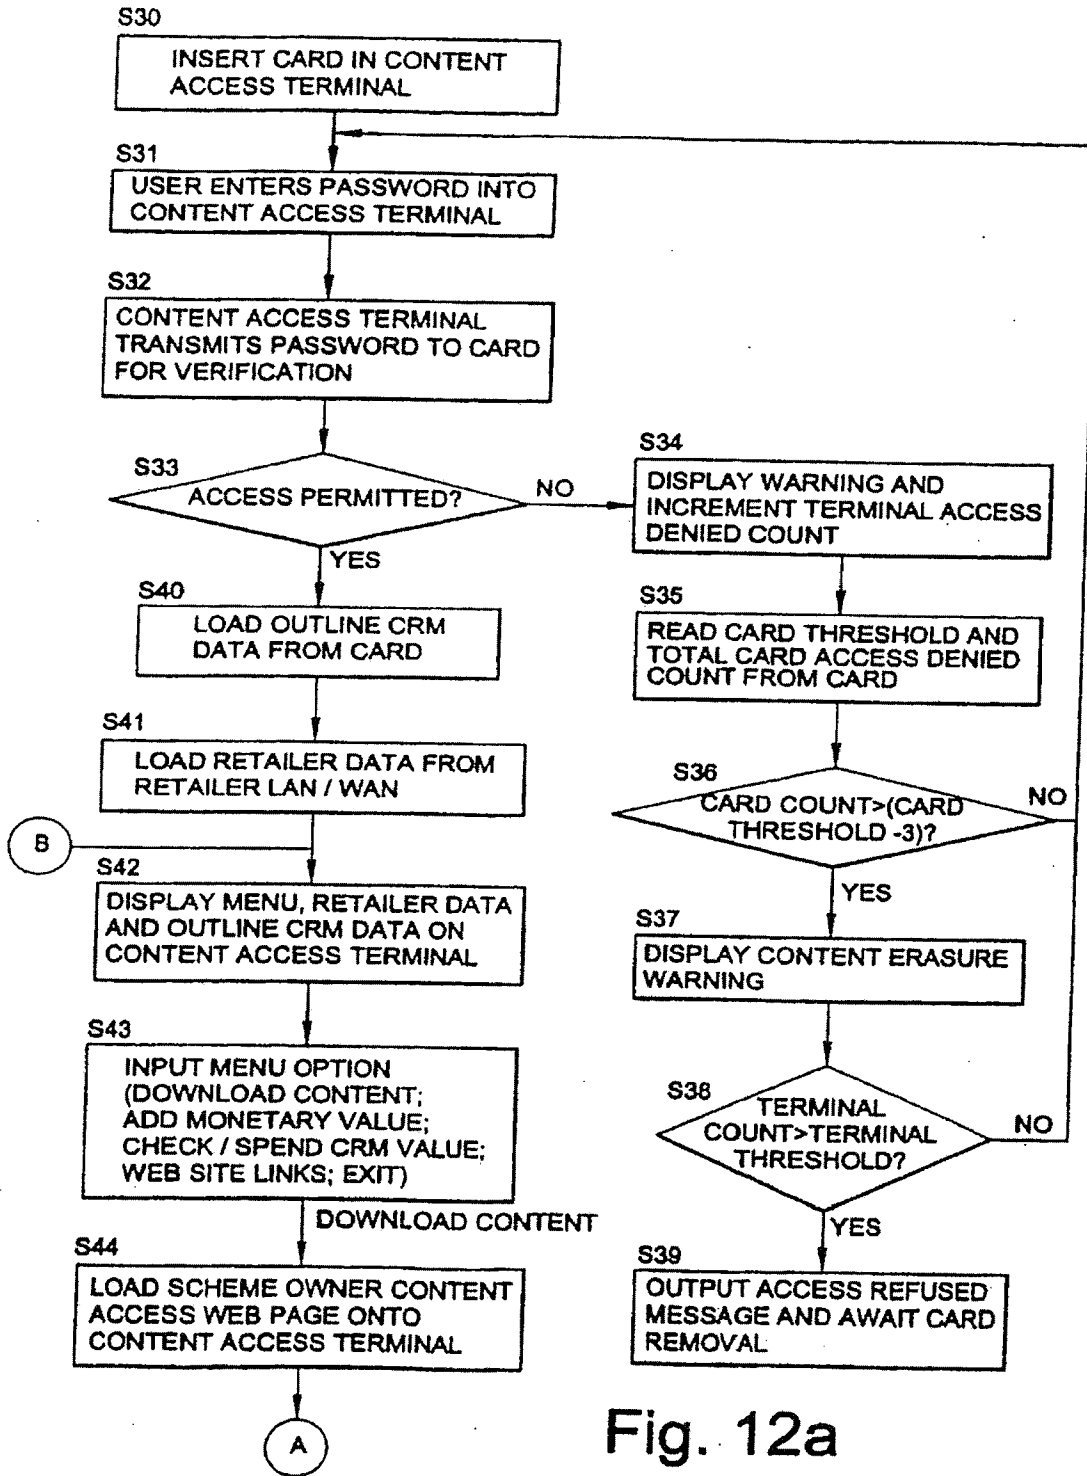 S30
INSERT CARD IN CONTENT
ACCESS TERMINAL
S31
USER ENTERS PASSWORD INTO
CONTENT ACCESS TERMINAL
S32
CONTENT ACCESS TERMINAL
TRANSMITS PASSWORD TO CARD
FOR VERIFICATION
S33
ACCESS PERMITTED?
NO
YES
S34
DISPLAY WARNING AND
INCREMENT TERMINAL ACCESS
DENIED COUNT
S35
READ CARD THRESHOLD AND
TOTAL CARD ACCESS DENIED
COUNT FROM CARD
S36
CARD COUNT>(CARD
THRESHOLD -3)?
NO
YES
S37
DISPLAY CONTENT ERASURE
WARNING
S38
TERMINAL
COUNT>TERMINAL
THRESHOLD?
NO
YES
S39
OUTPUT ACCESS REFUSED
MESSAGE AND AWAIT CARD
REMOVAL
S40
LOAD OUTLINE CRM
DATA FROM CARD
S41
LOAD RETAILER DATA FROM
RETAILER LAN / WAN
B
S42
DISPLAY MENU, RETAILER DATA
AND OUTLINE CRM DATA ON
CONTENT ACCESS TERMINAL
S43
INPUT MENU OPTION
(DOWNLOAD CONTENT;
ADD MONETARY VALUE;
CHECK / SPEND CRM VALUE;
WEB SITE LINKS; EXIT)
DOWNLOAD CONTENT
S44
LOAD SCHEME OWNER CONTENT
ACCESS WEB PAGE ONTO
CONTENT ACCESS TERMINAL
A
Fig. 12a